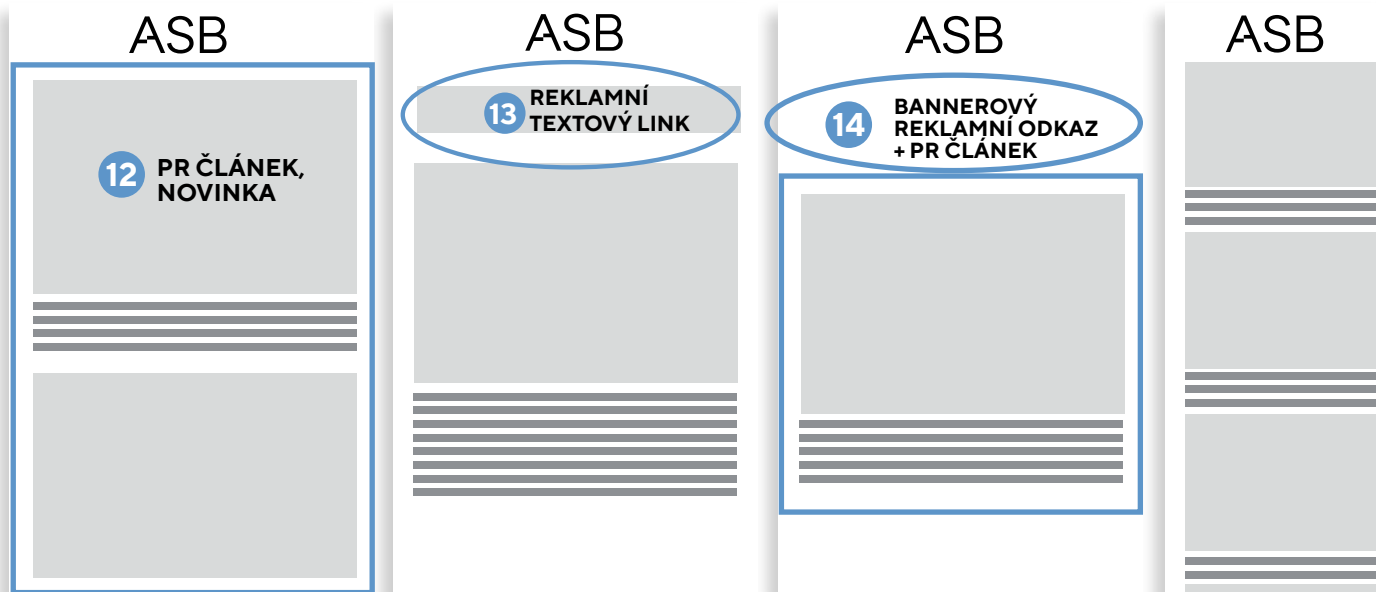 ASB
12 PR ČLÁNEK,
NOVINKA
ASB
13 REKLAMNÍ
TEXTOVÝ LINK
ASB
14 BANNEROVÝ
REKLAMNÍ ODKAZ
+ PR ČLÁNEK
ASB